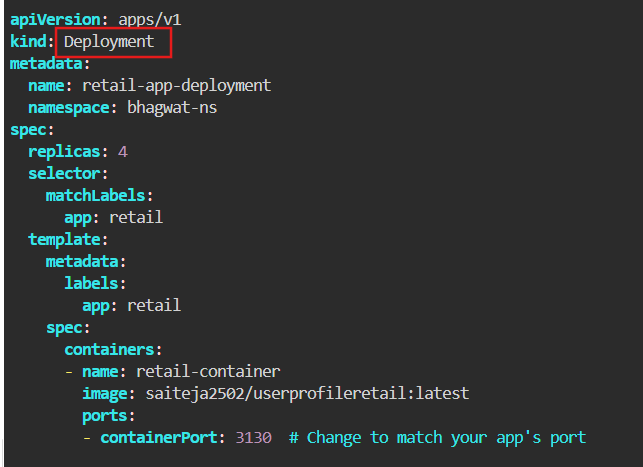 apiVersion: apps/v1
kind: Deployment
metadata:
  name: retail-app-deployment
  namespace: bhagwat-ns
spec:
  replicas: 4
  selector:
    matchLabels:
      app: retail
  template:
    metadata:
      labels:
        app: retail
    spec:
      containers:
      - name: retail-container
        image: saiteja2502/userprofileretail:latest
        ports:
        - containerPort: 3130  # Change to match your app's port